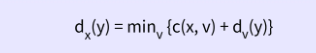 dₓ(y) = minᵥ {c(x, v) + dᵥ(y)}